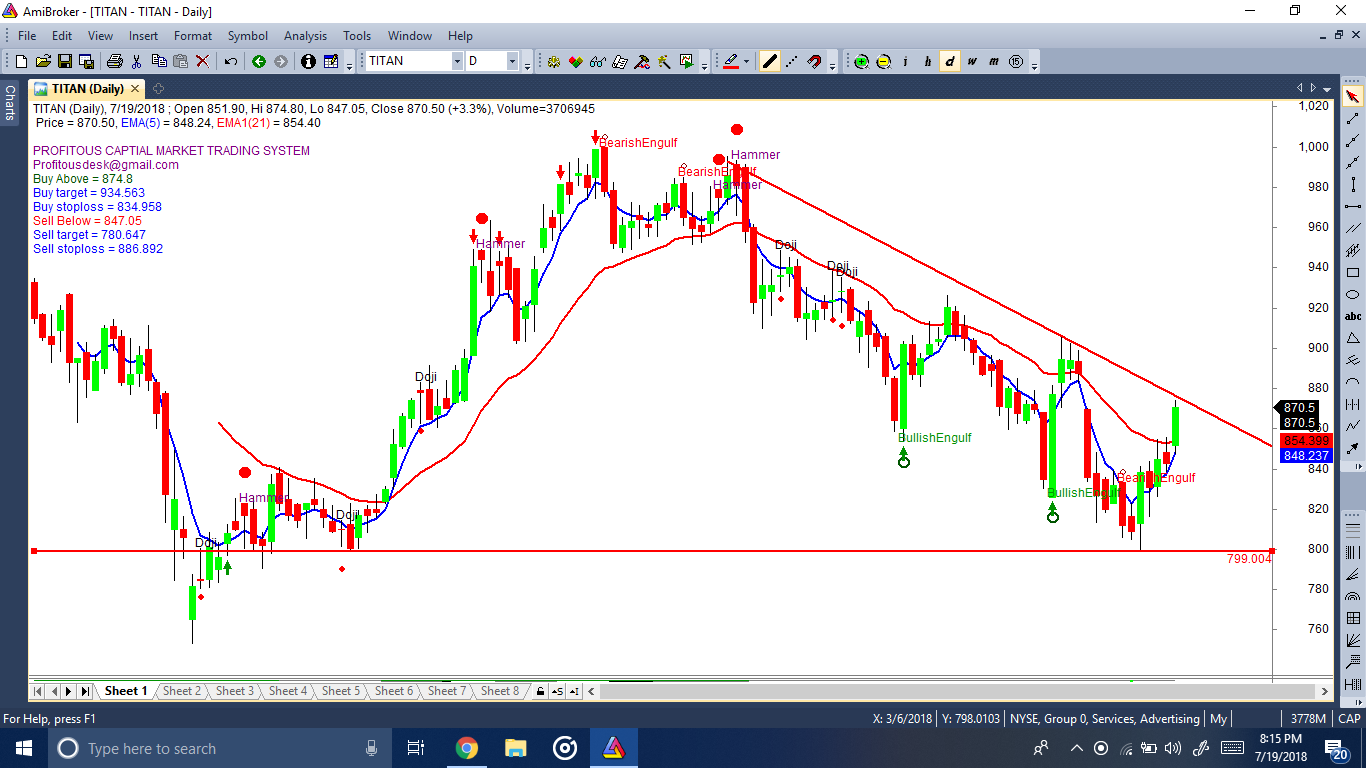 AmiBroker - [TITAN - TITAN - Daily]
File Edit View Insert Format Symbol Analysis Tools Window Help
TITAN D i h d w m 15
Charts
TITAN (Daily)
TITAN (Daily), 7/19/2018 ; Open 851.90, Hi 874.80, Lo 847.05, Close 870.50 (+3.3%), Volume=3706945
Price = 870.50, EMA(5) = 848.24, EMA1(21) = 854.40
PROFITOUS CAPTIAL MARKET TRADING SYSTEM
Profitousdesk@gmail.com
Buy Above = 874.8
Buy target = 934.563
Buy stoploss = 834.958
Sell Below = 847.05
Sell target = 780.647
Sell stoploss = 886.892
1,020
BearishEngulf
1,000
Hammer
BearishEngulf
Hammer
980
960
Hammer
Doji
Doji
Doji
940
920
900
Doji
880
870.5
870.5
860
BullishEngulf
854.399
848.237
840
BearishEngulf
BullishEngulf
Hammer
820
Doji
Doji
800
799.004
780
760
abc
Sheet 1 Sheet 2 Sheet 3 Sheet 4 Sheet 5 Sheet 6 Sheet 7 Sheet 8
For Help, press F1
X: 3/6/2018 Y: 798.0103 NYSE, Group 0, Services, Advertising My 3778M CAP
Type here to search
8:15 PM
7/19/2018
20